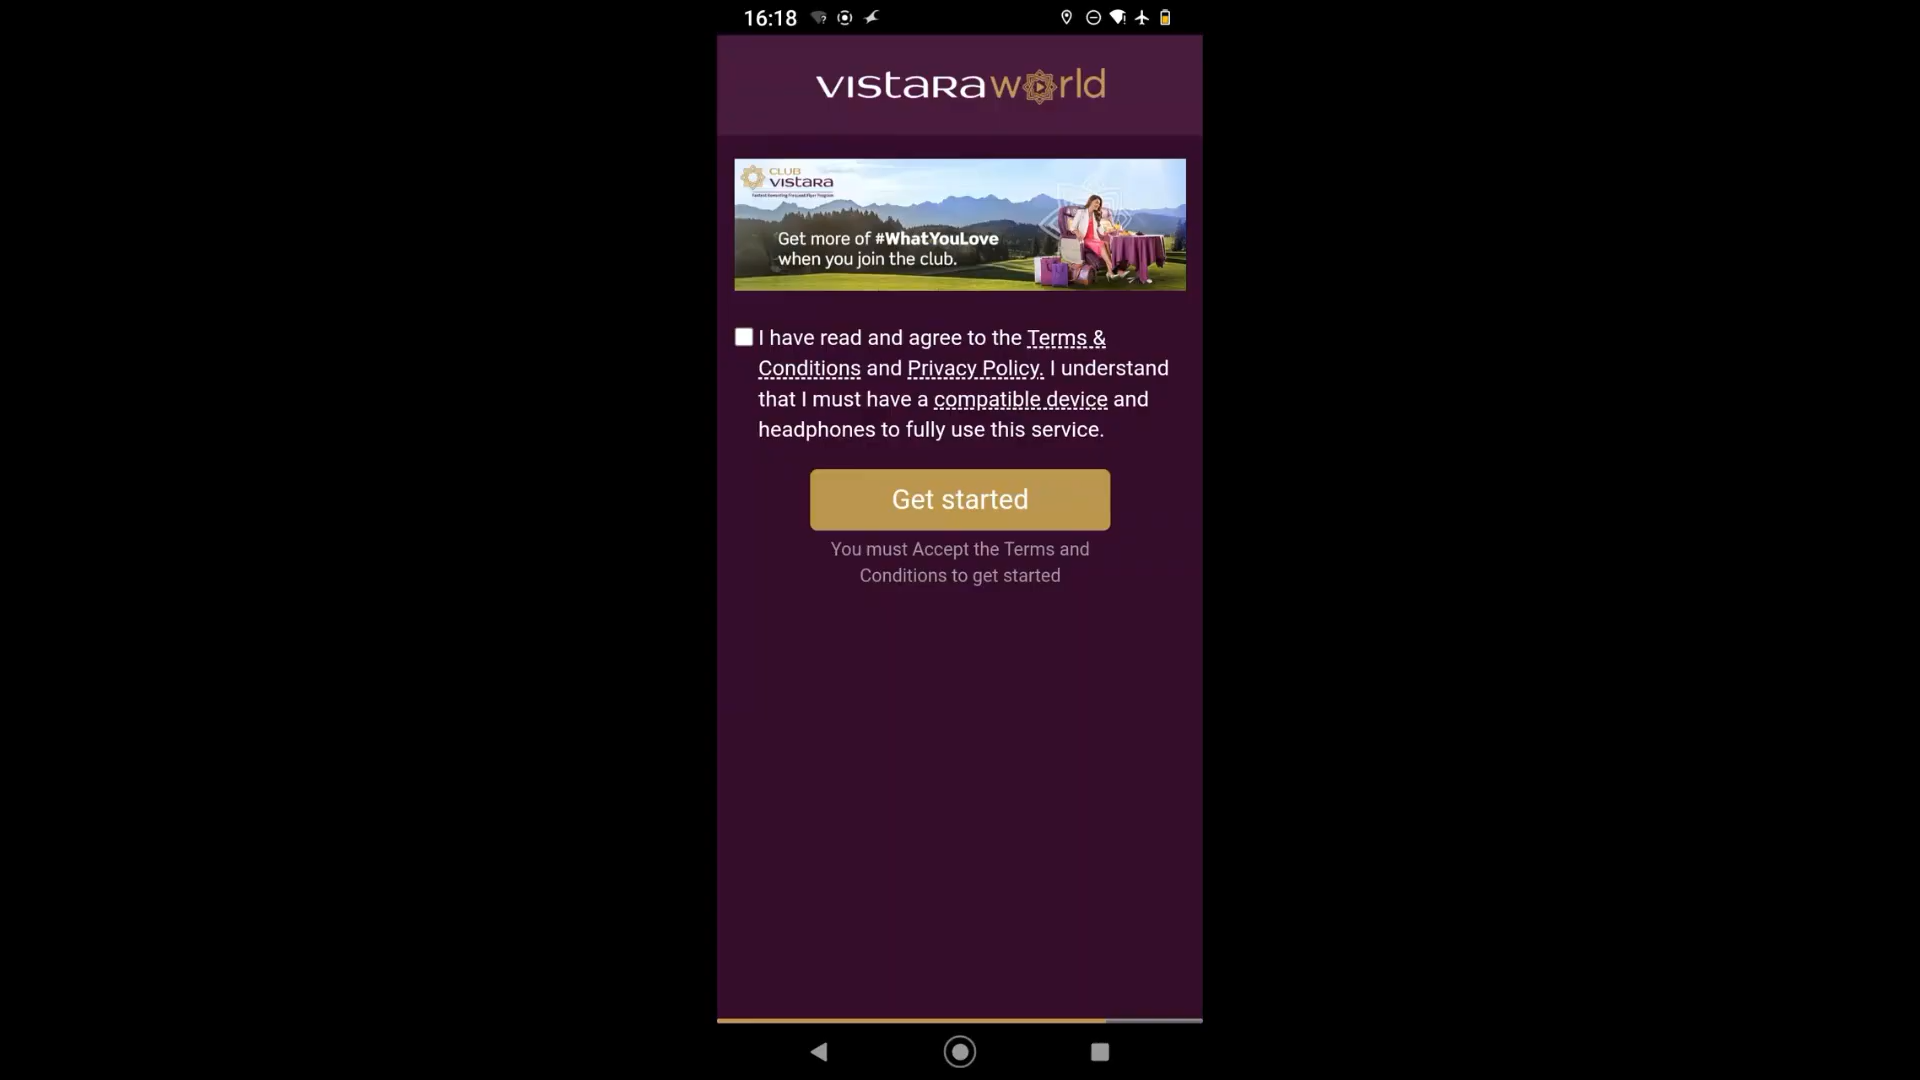 16:18
vistara world
CLUB
vistara
Get more of #WhatYouLove
when you join the club.
I have read and agree to the Terms &
Conditions and Privacy Policy. I understand
that I must have a compatible device and
headphones to fully use this service.
Get started
You must Accept the Terms and
Conditions to get started